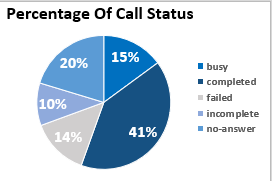 Percentage Of Call Status
15%
41%
14%
10%
20%
busy
completed
failed
incomplete
no-answer